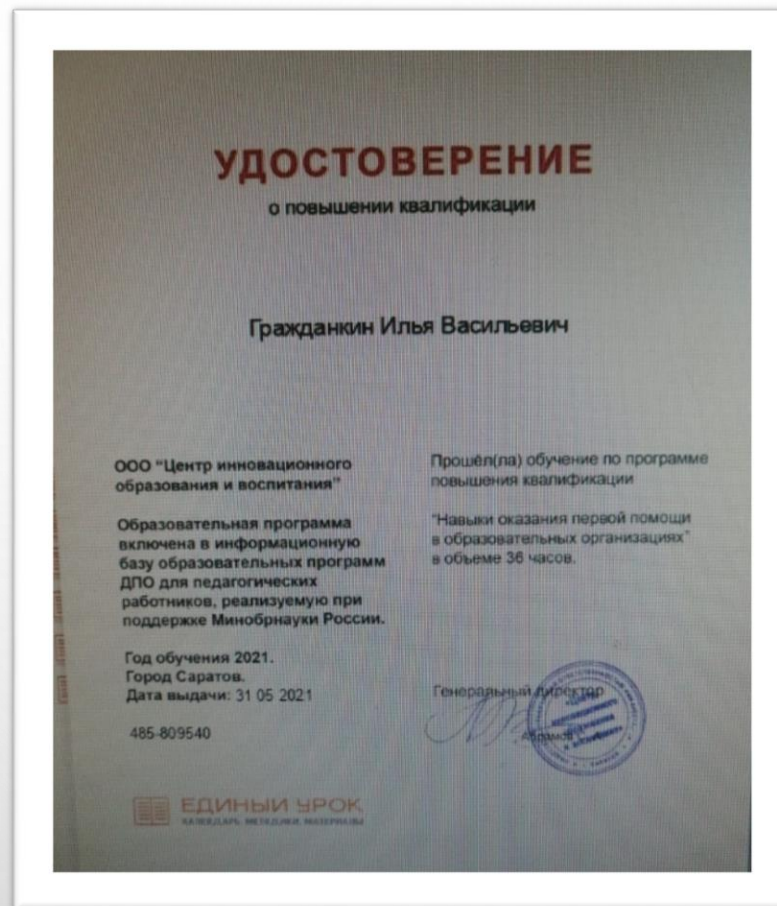 УДОСТОВЕРЕНИЕ
о повышении квалификации
Гражданкин Илья Васильевич
ООО "Центр инновационного
образования и воспитания"
Образовательная программа
включена в информационную
базу образовательных программ
ДПО для педагогических
работников, реализуемую при
поддержке Минобрнауки России.
Год обучения 2021.
Город Саратов.
Дата выдачи: 31 05 2021
485-809540
Прошёл(ла) обучение по программе
повышения квалификации
"Навыки оказания первой помощи
в образовательных организациях"
в объеме 36 часов.
Генеральный директор
Абрамов
ЕДИНЫЙ УРОК
КАЛЕНДАРЬ, МЕТОДИКИ, МАТЕРИАЛЫ